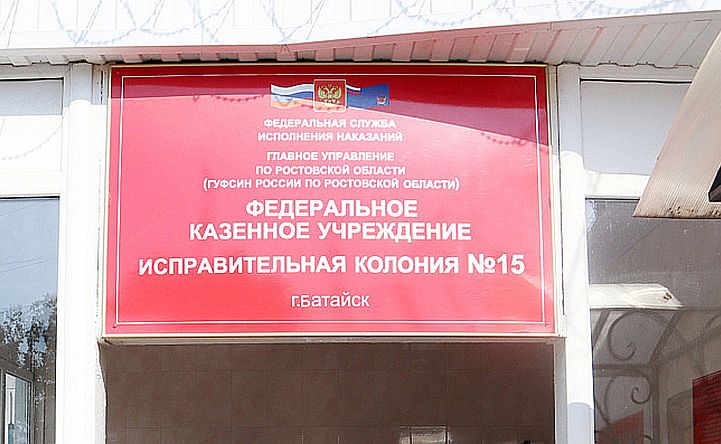 ФЕДЕРАЛЬНАЯ СЛУЖБА
ИСПОЛНЕНИЯ НАКАЗАНИЙ
ГЛАВНОЕ УПРАВЛЕНИЕ
ПО РОСТОВСКОЙ ОБЛАСТИ
(ГУФСИН РОССИИ ПО РОСТОВСКОЙ ОБЛАСТИ)
ФЕДЕРАЛЬНОЕ
КАЗЕННОЕ УЧРЕЖДЕНИЕ
ИСПРАВИТЕЛЬНАЯ КОЛОНИЯ №15
г.Батайск